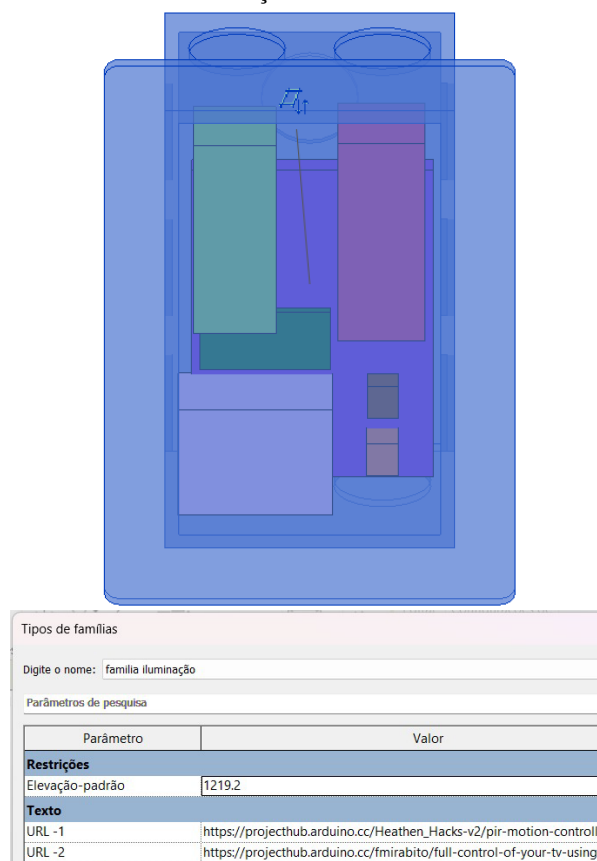 Tipos de famílias
Digite o nome: familia iluminação
Parâmetros de pesquisa
Parâmetro Valor
Restrições
Elevação-padrão 1219.2
Texto
URL -1 https://projecthub.arduino.cc/Heathen_Hacks-v2/pir-motion-controll
URL -2 https://projecthub.arduino.cc/fmirabito/full-control-of-your-tv-using